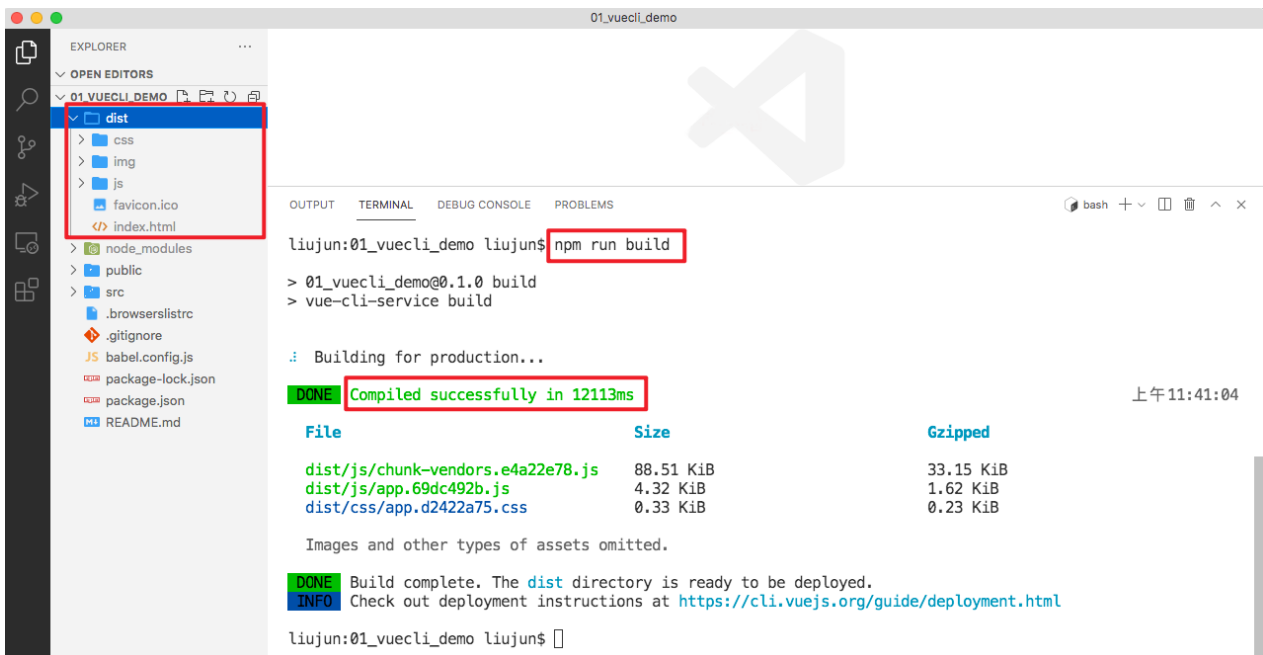 01_vuecli_demo
EXPLORER
OPEN EDITORS
01_VUECLI_DEMO
dist
css
img
js
favicon.ico
index.html
node_modules
public
src
.browserslistrc
.gitignore
JS babel.config.js
package-lock.json
package.json
README.md
OUTPUT TERMINAL DEBUG CONSOLE PROBLEMS bash
liujun:01_vuecli_demo liujun$ npm run build
> 01_vuecli_demo@0.1.0 build
> vue-cli-service build
Building for production...
DONE Compiled successfully in 12113ms 上午11:41:04
File Size Gzipped
dist/js/chunk-vendors.e4a22e78.js 88.51 KiB 33.15 KiB
dist/js/app.69dc492b.js 4.32 KiB 1.62 KiB
dist/css/app.d2422a75.css 0.33 KiB 0.23 KiB
Images and other types of assets omitted.
DONE Build complete. The dist directory is ready to be deployed.
INFO Check out deployment instructions at https://cli.vuejs.org/guide/deployment.html
liujun:01_vuecli_demo liujun$